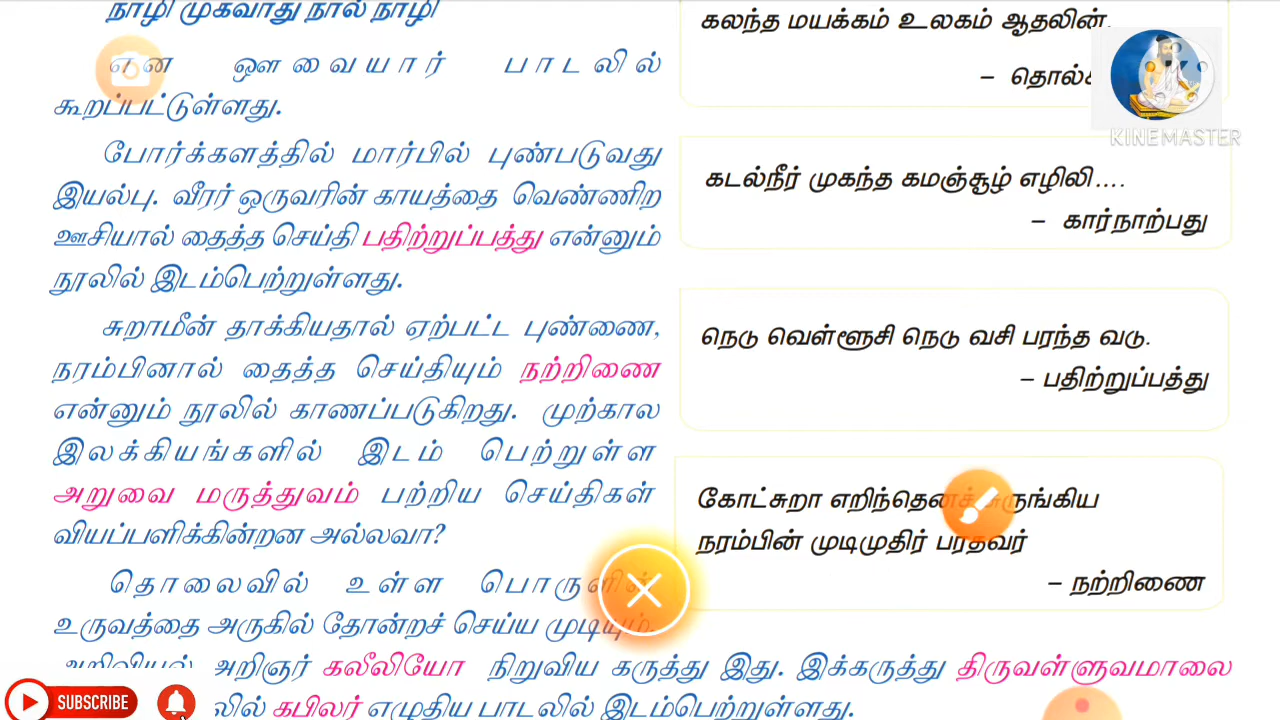 நாழி முகவாது நால் நாழி
என ஔவையார் பாடலில்
கூறப்பட்டுள்ளது.
போர்க்களத்தில் மார்பில் புண்படுவது
இயல்பு. வீரர் ஒருவரின் காயத்தை வெண்ணிற
ஊசியால் தைத்த செய்தி பதிற்றுப்பத்து என்னும்
நூலில் இடம்பெற்றுள்ளது.
சுறாமீன் தாக்கியதால் ஏற்பட்ட புண்ணை,
நரம்பினால் தைத்த செய்தியும் நற்றிணை
என்னும் நூலில் காணப்படுகிறது. முற்கால
இலக்கியங்களில் இடம் பெற்றுள்ள
அறுவை மருத்துவம் பற்றிய செய்திகள்
வியப்பளிக்கின்றன அல்லவா?
தொலைவில் உள்ள பொருளின்
உருவத்தை அருகில் தோன்றச் செய்ய முடியும்.
அறிவியல் அறிஞர் கலீலியோ நிறுவிய கருத்து இது. இக்கருத்து திருவள்ளுவமாலை
கபிலர் எழுதிய பாடலில் இடம்பெற்றுள்ளது.
கலந்த மயக்கம் உலகம் ஆதலின்.
கடல்நீர் முகந்த கமஞ்சூழ் எழிலி....
– கார்நாற்பது
நெடு வெள்ளூசி நெடு வசி பரந்த வடு.
– பதிற்றுப்பத்து
கோட்சுறா எறிந்தெனச் சுருங்கிய
நரம்பின் முடிமுதிர் பரதவர்
– நற்றிணை
KINEMASTER
SUBSCRIBE